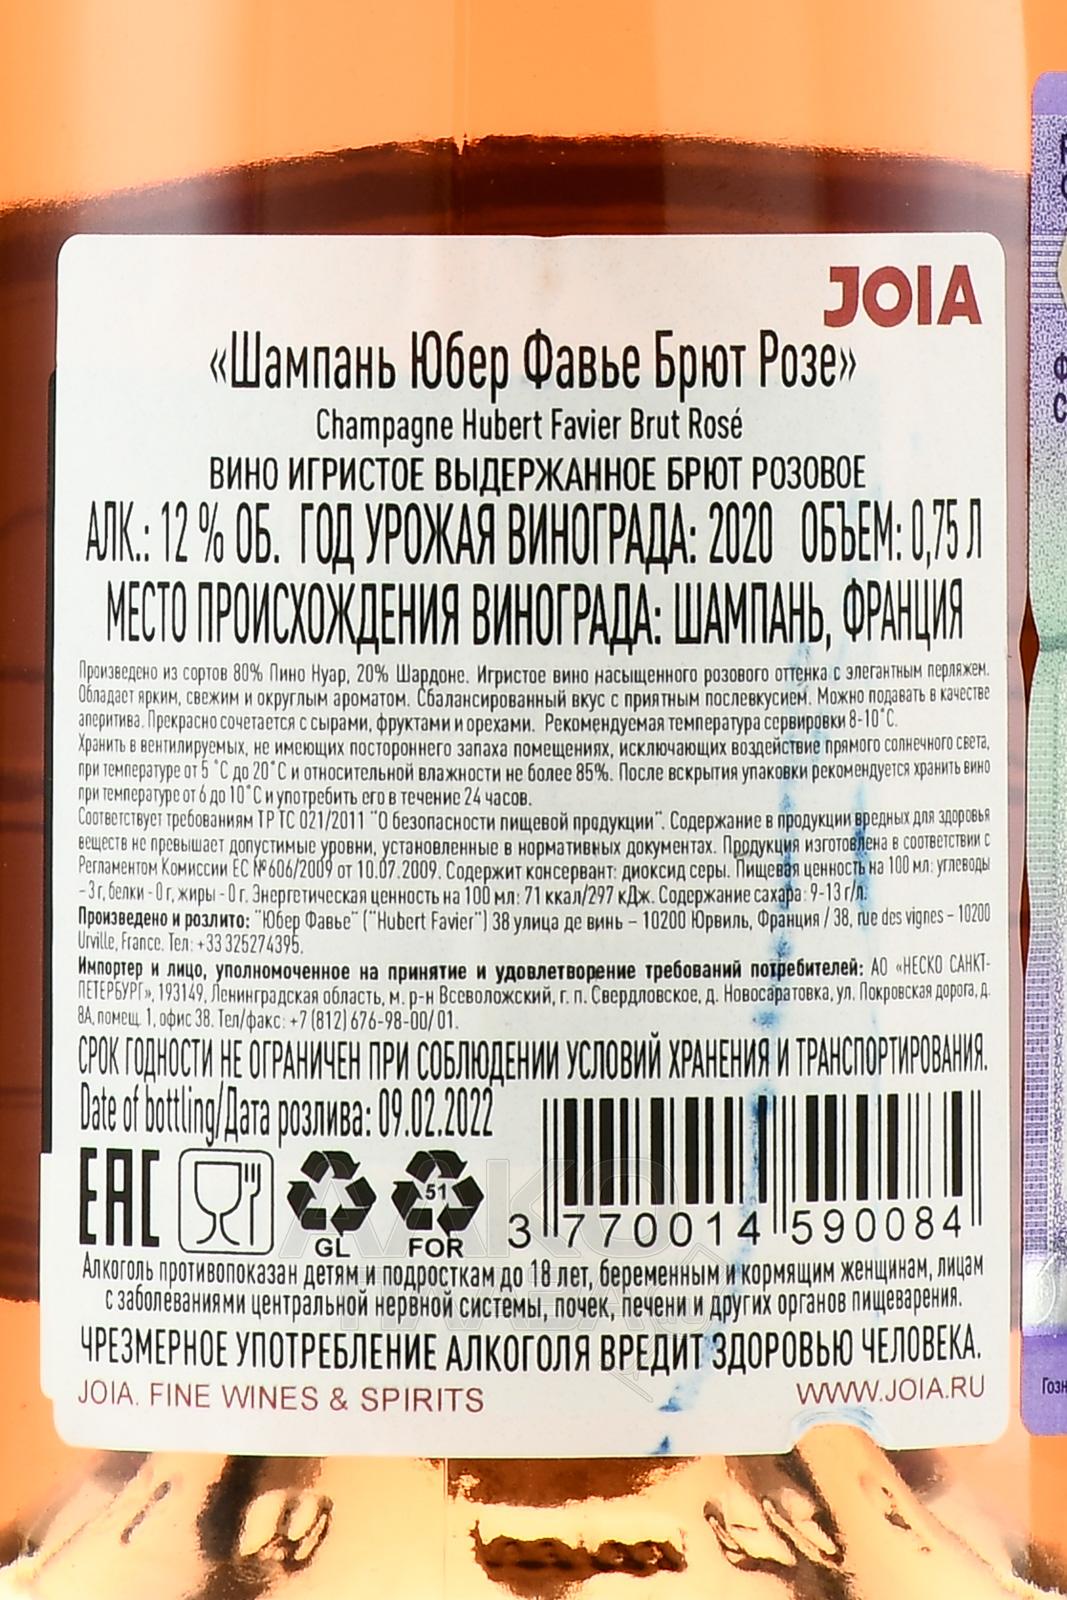 JOIA
«Шампань Юбер Фавье Брют Розе»
Champagne Hubert Favier Brut Rosé
ВИНО ИГРИСТОЕ ВЫДЕРЖАННОЕ БРЮТ РОЗОВОЕ
АЛК.: 12 % ОБ. ГОД УРОЖАЯ ВИНОГРАДА: 2020 ОБЪЕМ: 0,75 Л
МЕСТО ПРОИСХОЖДЕНИЯ ВИНОГРАДА: ШАМПАНЬ, ФРАНЦИЯ
Произведено из сортов 80% Пино Нуар, 20% Шардоне. Игристое вино насыщенного розового оттенка с элегантным перляжем.
Обладает ярким, свежим и округлым ароматом. Сбалансированный вкус с приятным послевкусием. Можно подавать в качестве
аперитива. Прекрасно сочетается с сырами, фруктами и орехами. Рекомендуемая температура сервировки 8-10˚С.
Хранить в вентилируемых, не имеющих постороннего запаха помещениях, исключающих воздействие прямого солнечного света,
при температуре от 5 ˚С до 20˚С и относительной влажности не более 85%. После вскрытия упаковки рекомендуется хранить вино
при температуре от 6 до 10˚С и употребить его в течение 24 часов.
Соответствует требованиям ТР ТС 021/2011 "О безопасности пищевой продукции". Содержание в продукции вредных для здоровья
веществ не превышает допустимые уровни, установленные в нормативных документах. Продукция изготовлена в соответствии с
Регламентом Комиссии ЕС №606/2009 от 10.07.2009. Содержит консервант: диоксид серы. Пищевая ценность на 100 мл: углеводы
– 3 г, белки - 0 г, жиры - 0 г. Энергетическая ценность на 100 мл: 71 ккал/297 кДж. Содержание сахара: 9-13 г/л.
Произведено и розлито: "Юбер Фавье" ("Hubert Favier") 38 улица де винь – 10200 Юрвиль, Франция / 38, rue des vignes – 10200
Urville, France. Тел: +33 325274395.
Импортер и лицо, уполномоченное на принятие и удовлетворение требований потребителей: АО «НЕСКО САНКТ-
ПЕТЕРБУРГ», 193149, Ленинградская область, м. р-н Всеволожский, г. п. Свердловское, д. Новосаратовка, ул. Покровская дорога, д.
8А, помещ. 1, офис 38. Тел/факс: +7 (812) 676-98-00/ 01.
СРОК ГОДНОСТИ НЕ ОГРАНИЧЕН ПРИ СОБЛЮДЕНИИ УСЛОВИЙ ХРАНЕНИЯ И ТРАНСПОРТИРОВАНИЯ.
Date of bottling/Дата розлива: 09.02.2022
EAC
51
GL FOR
3 770014 590084
Алкоголь противопоказан детям и подросткам до 18 лет, беременным и кормящим женщинам, лицам
с заболеваниями центральной нервной системы, почек, печени и других органов пищеварения.
ЧРЕЗМЕРНОЕ УПОТРЕБЛЕНИЕ АЛКОГОЛЯ ВРЕДИТ ЗДОРОВЬЮ ЧЕЛОВЕКА.
JOIA. FINE WINES & SPIRITS WWW.JOIA.RU